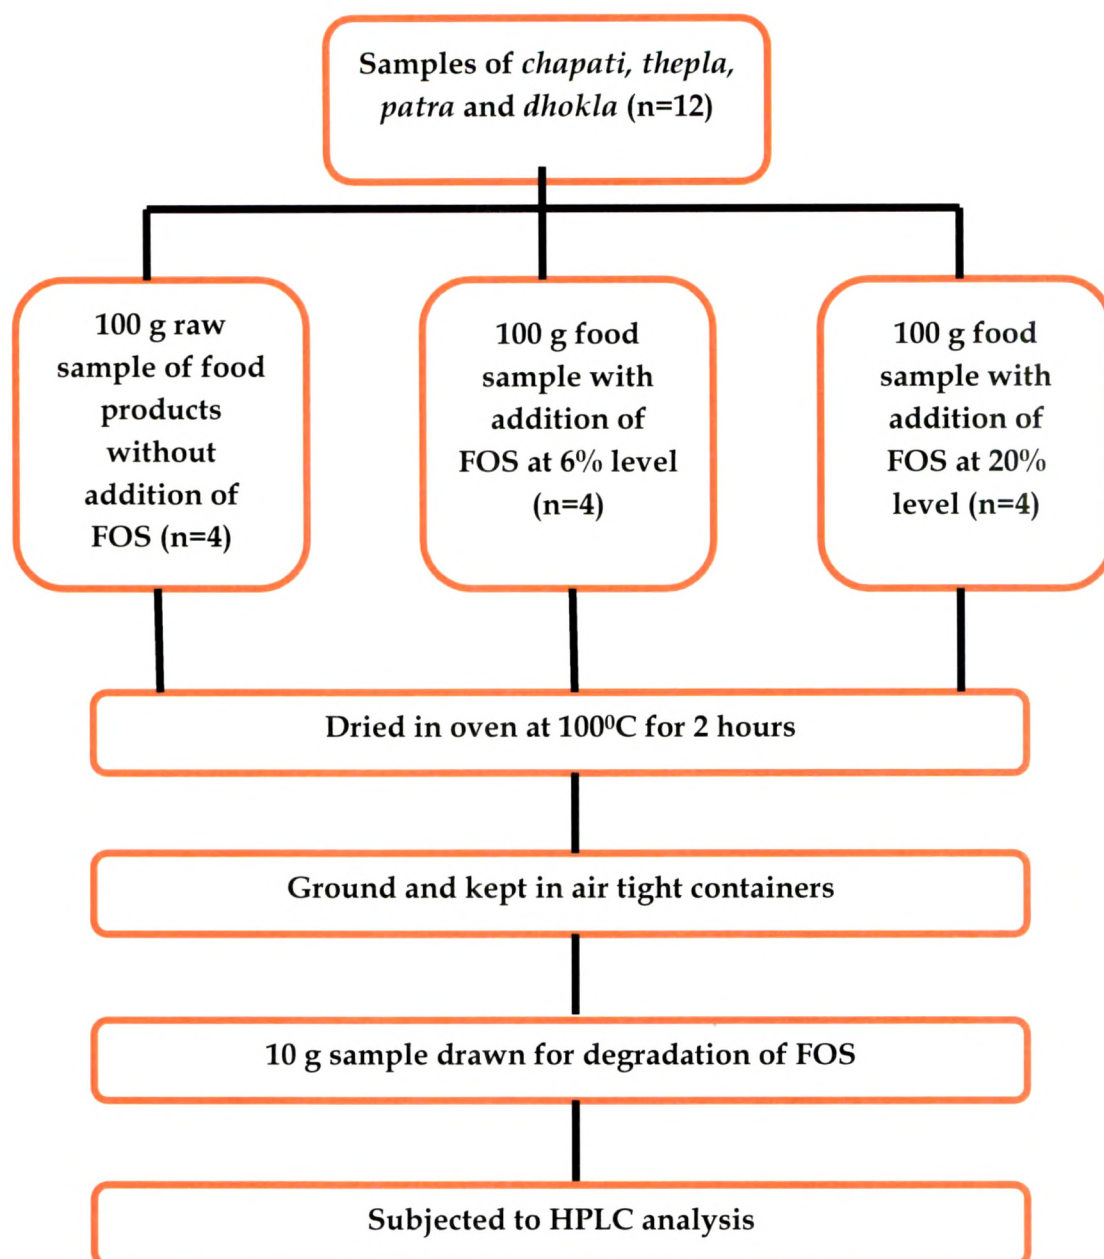 Samples of chapati, thepla,
patra and dhokla (n=12)
100 g raw
sample of food
products
without
addition of
FOS (n=4)
100 g food
sample with
addition of
FOS at 6% level
(n=4)
100 g food
sample with
addition of
FOS at 20%
level (n=4)
Dried in oven at 100⁰C for 2 hours
Ground and kept in air tight containers
10 g sample drawn for degradation of FOS
Subjected to HPLC analysis